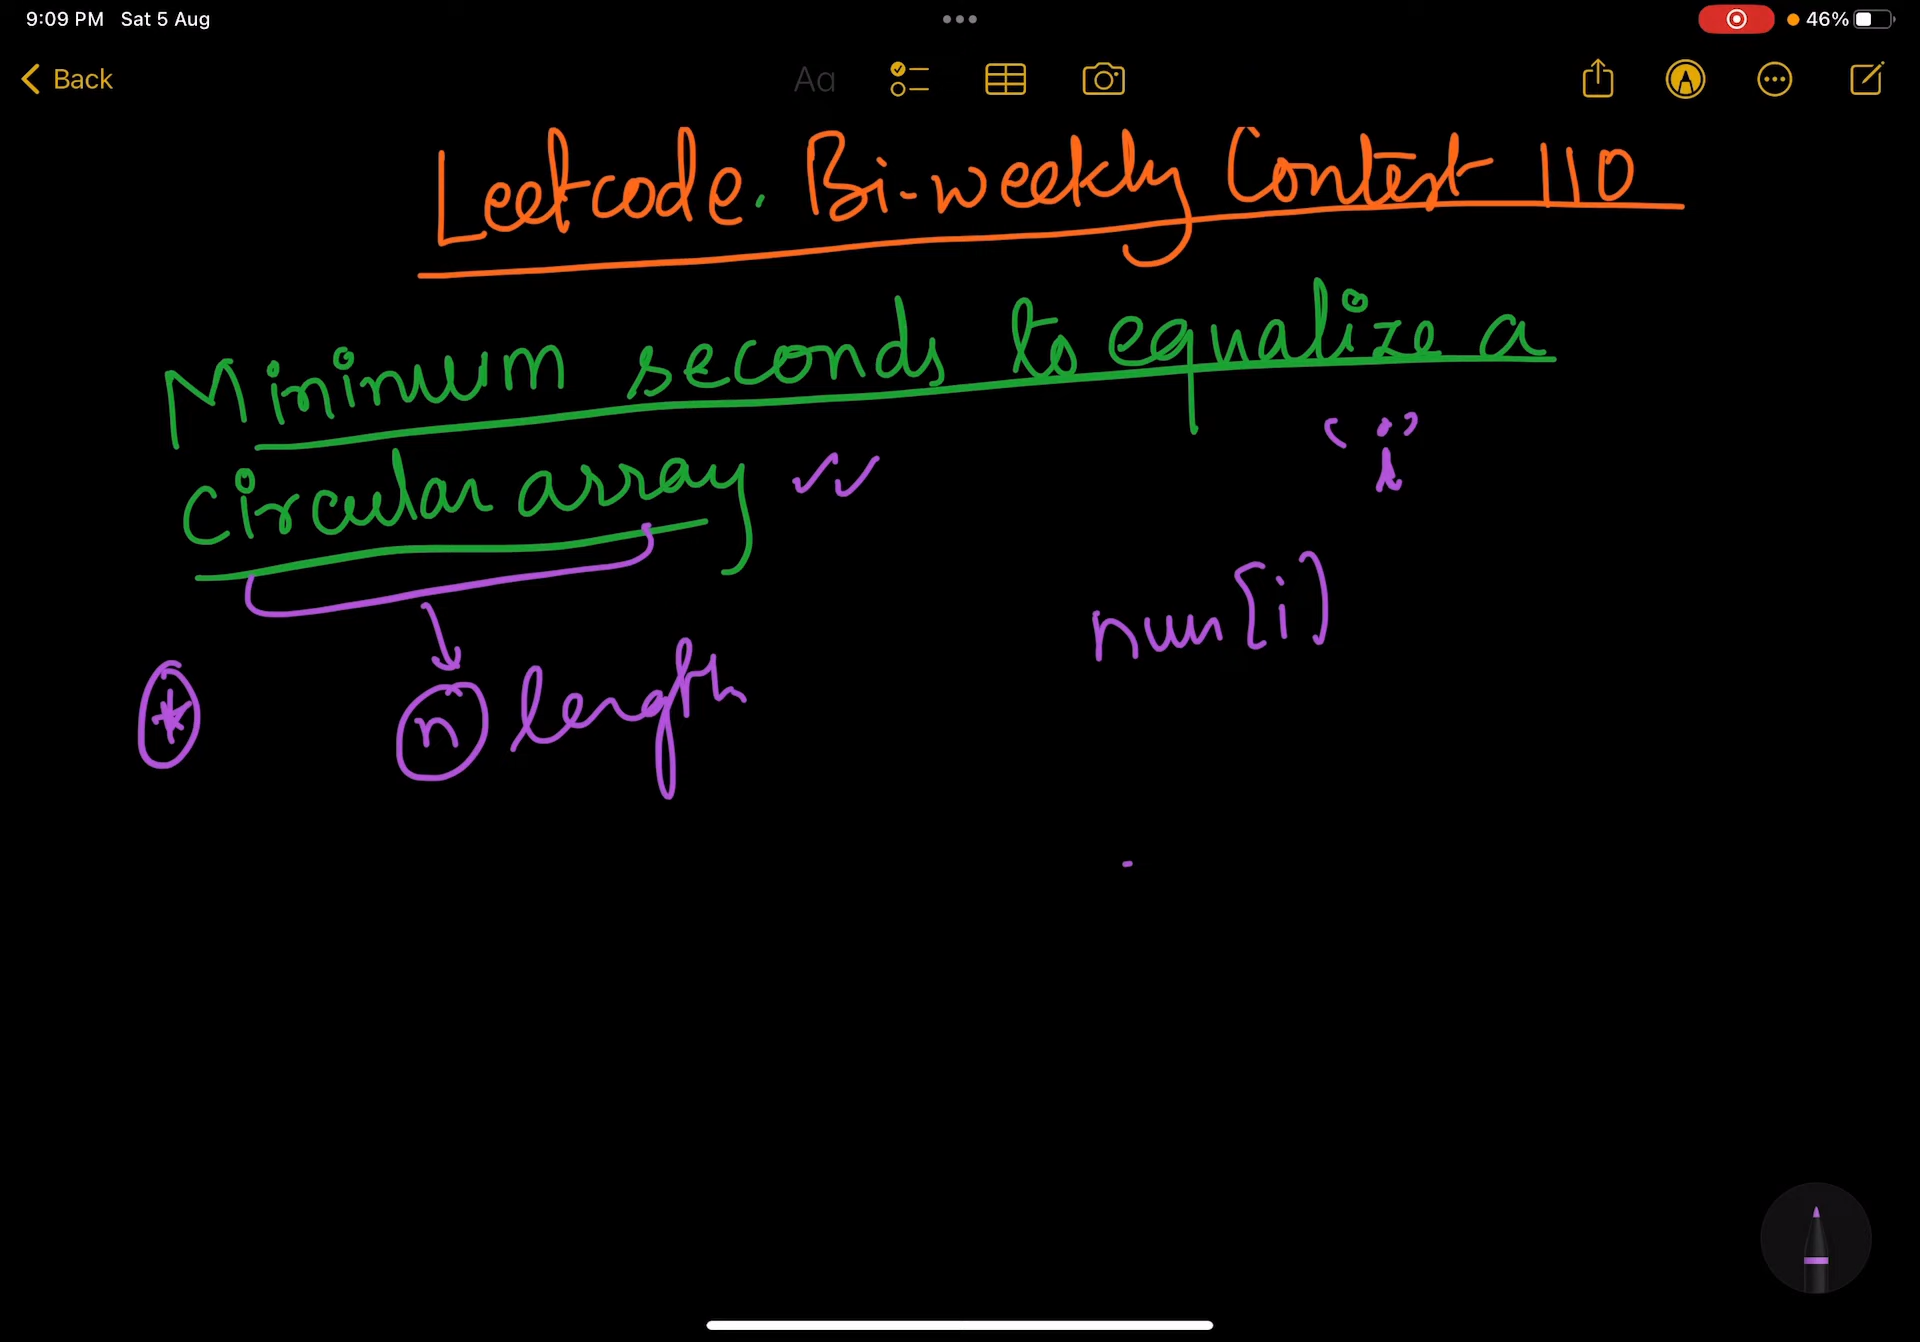 9:09 PM Sat 5 Aug
46%
Back
Aa
Leetcode. Bi-weekly Contest 110
Minimum seconds to equalize a
circular array
"i"
num[i]
*
n length